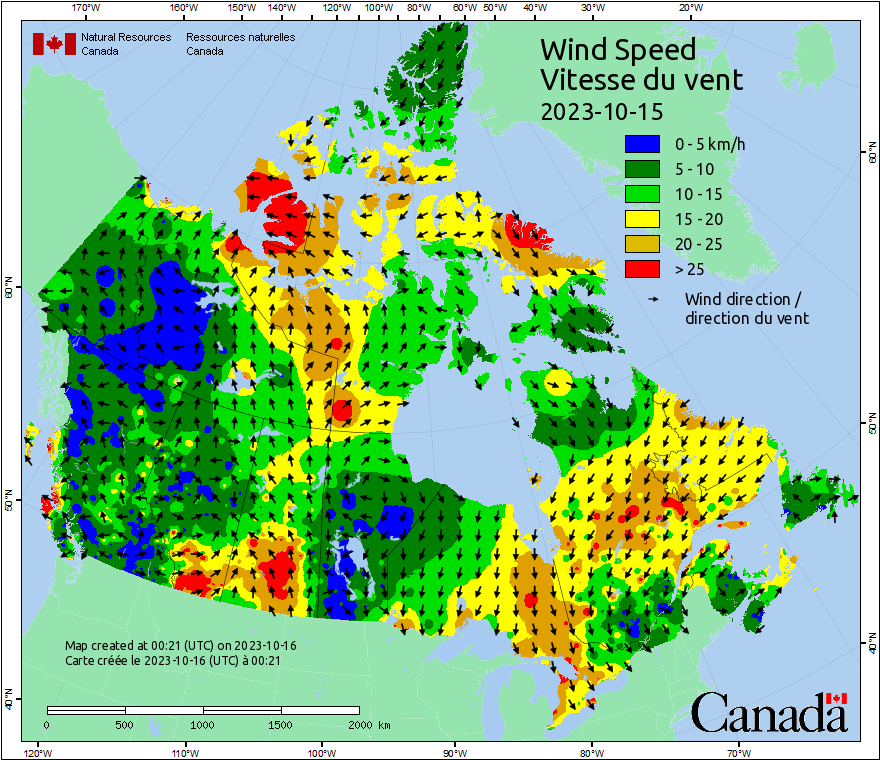 170°W 160°W 150°W 140°W 120°W 100°W 80°W 60°W 50°W 40°W 30°W 20°W
Natural Resources Canada
Ressources naturelles Canada
Wind Speed
Vitesse du vent
2023-10-15
0 - 5 km/h
5 - 10
10 - 15
15 - 20
20 - 25
> 25
Wind direction /
direction du vent
60°N
50°N
40°N
60°N
50°N
40°N
Map created at 00:21 (UTC) on 2023-10-16
Carte créée le 2023-10-16 (UTC) à 00:21
0 500 1000 1500 2000 km
Canada
120°W 110°W 100°W 90°W 80°W 70°W